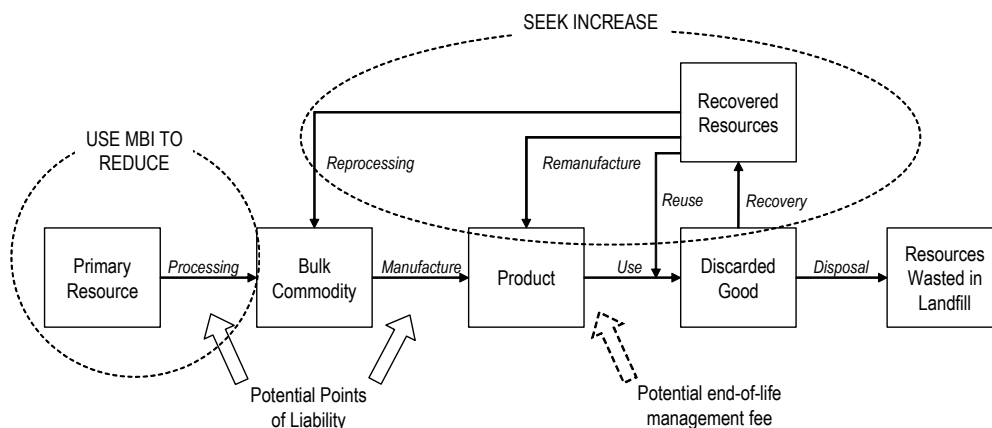 SEEK INCREASE
USE MBI TO
REDUCE
Recovered
Resources
Reprocessing
Remanufacture
Reuse
Recovery
Primary
Resource
Processing
Bulk
Commodity
Manufacture
Product
Use
Discarded
Good
Disposal
Resources
Wasted in
Landfill
Potential Points
of Liability
Potential end-of-life
management fee